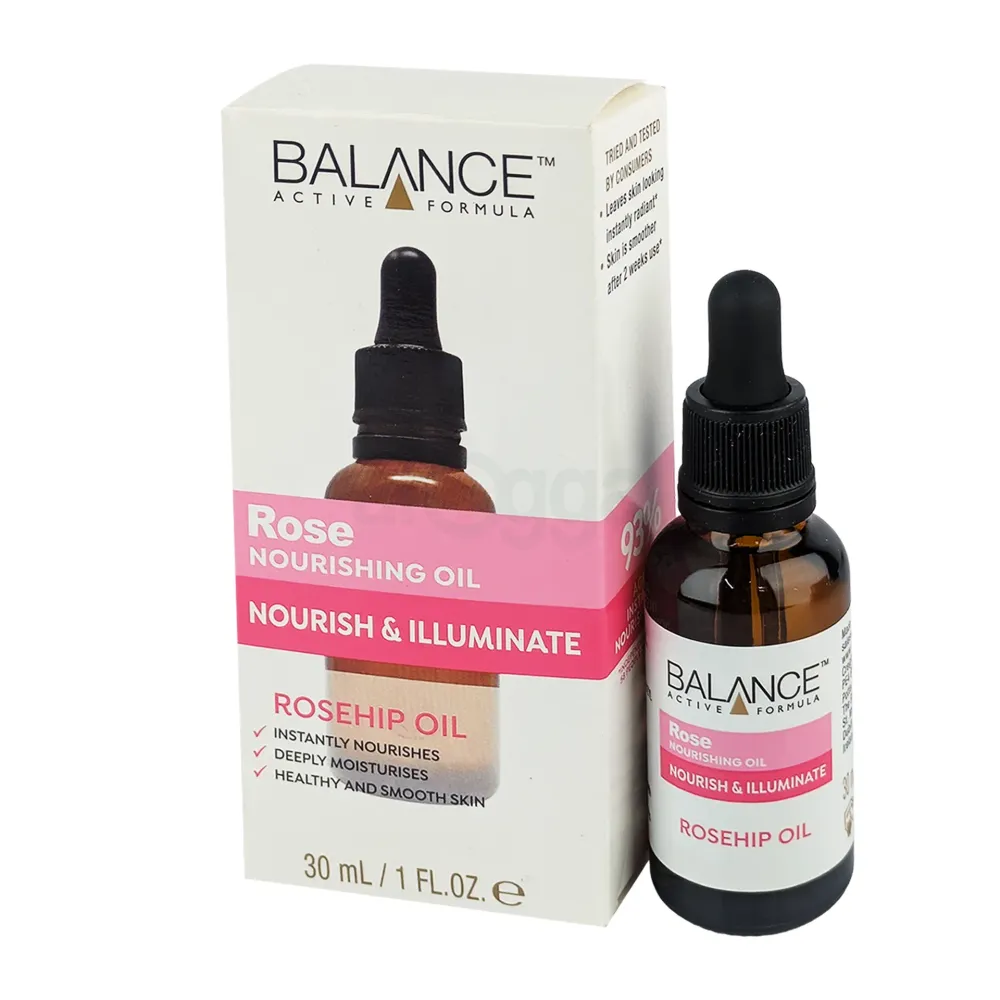 BALANCE™
ACTIVE FORMULA
Rose
NOURISHING OIL
NOURISH & ILLUMINATE
ROSEHIP OIL
✓ INSTANTLY NOURISHES
✓ DEEPLY MOISTURISES
✓ HEALTHY AND SMOOTH SKIN
30 mL / 1 FL.OZ. ℮
TRIED AND TESTED
BY CONSUMERS
• Leaves skin looking
instantly radiant*
• Skin is smoother
after 2 weeks use*
93%
BALANCE™
ACTIVE FORMULA
Rose
NOURISHING OIL
NOURISH & ILLUMINATE
ROSEHIP OIL